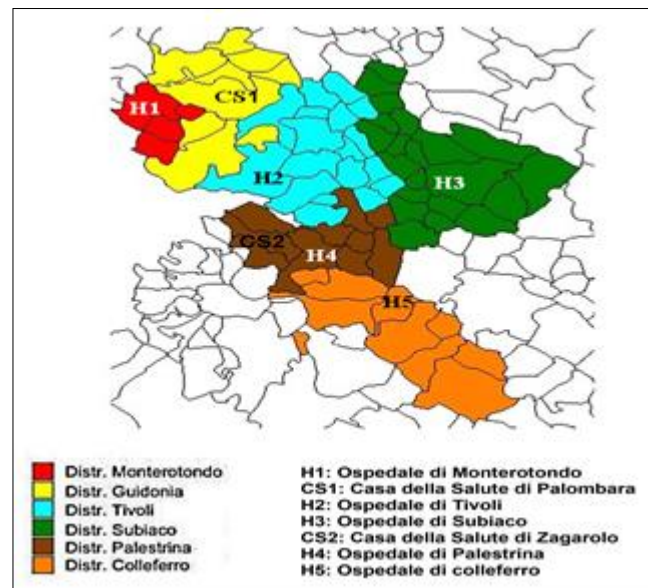 H1
CS1
H2
H3
CS2
H4
H5
Distr. Monterotondo
Distr. Guidonia
Distr. Tivoli
Distr. Subiaco
Distr. Palestrina
Distr. Colleferro
H1: Ospedale di Monterotondo
CS1: Casa della Salute di Palombara
H2: Ospedale di Tivoli
H3: Ospedale di Subiaco
CS2: Casa della Salute di Zagarolo
H4: Ospedale di Palestrina
H5: Ospedale di colleferro